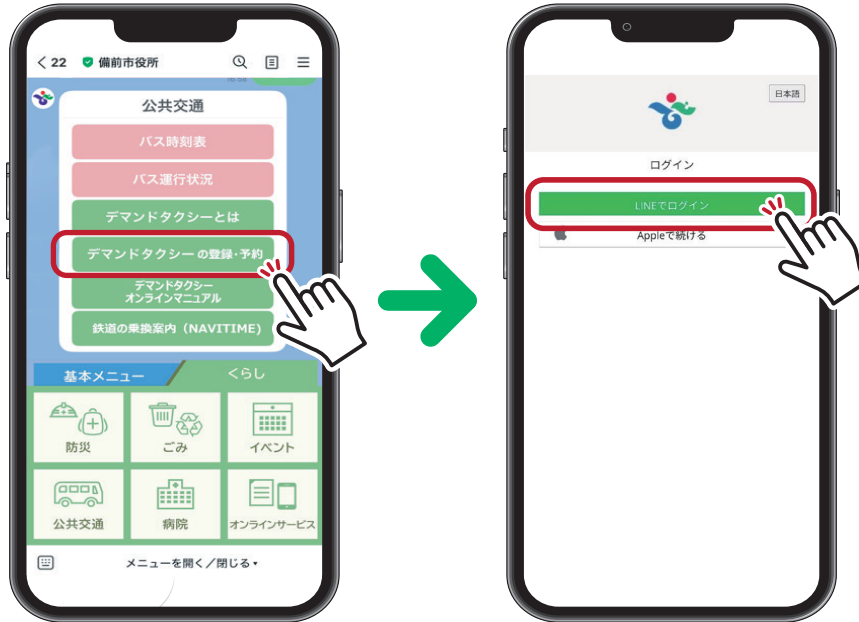 22 備前市役所
公共交通
バス時刻表
バス運行状況
デマンドタクシーとは
デマンドタクシーの登録・予約
デマンドタクシー
オンラインマニュアル
鉄道の乗換案内（NAVITIME）
基本メニュー
くらし
防災
ごみ
イベント
公共交通
病院
オンラインサービス
メニューを開く／閉じる▾
日本語
ログイン
LINEでログイン
Appleで続ける